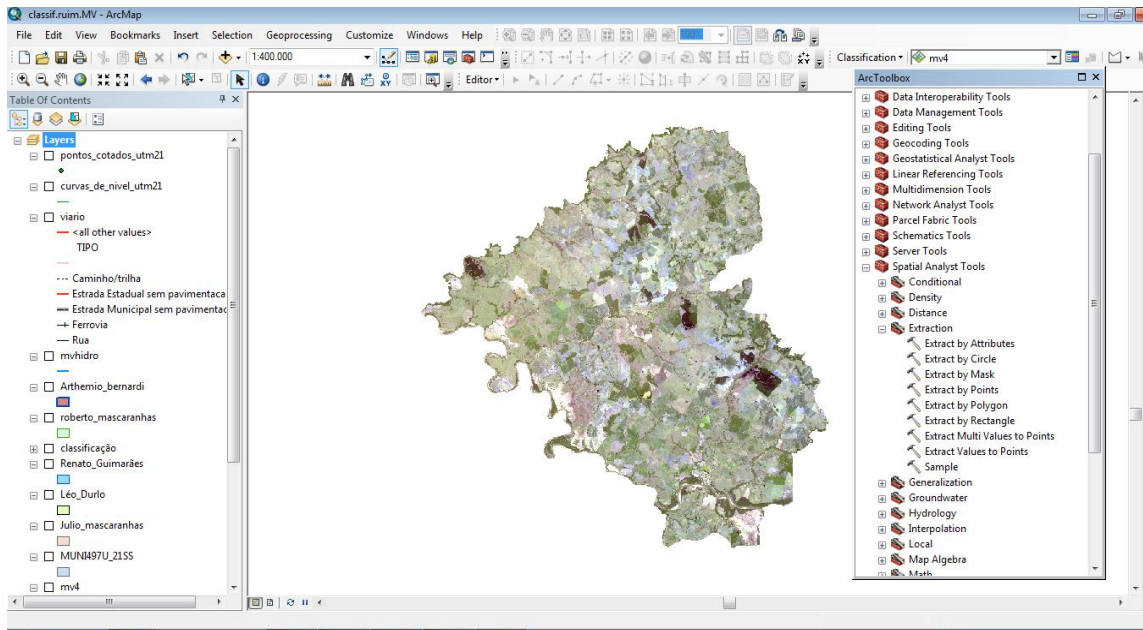 classif.ruim.MV - ArcMap
File Edit View Bookmarks Insert Selection Geoprocessing Customize Windows Help
1:400.000
Classification mv4
Editor
Table Of Contents
Layers
pontos_cotados_utm21
curvas_de_nivel_utm21
viario
<all other values>
TIPO
Caminho/trilha
Estrada Estadual sem pavimentaca
Estrada Municipal sem pavimentac
Ferrovia
Rua
mvhidro
Arthemio_bernardi
roberto_mascaranhas
classificação
Renato_Guimarães
Léo_Durlo
Julio_mascaranhas
MUNI497U_21SS
mv4
ArcToolbox
Data Interoperability Tools
Data Management Tools
Editing Tools
Geocoding Tools
Geostatistical Analyst Tools
Linear Referencing Tools
Multidimension Tools
Network Analyst Tools
Parcel Fabric Tools
Schematics Tools
Server Tools
Spatial Analyst Tools
Conditional
Density
Distance
Extraction
Extract by Attributes
Extract by Circle
Extract by Mask
Extract by Points
Extract by Polygon
Extract by Rectangle
Extract Multi Values to Points
Extract Values to Points
Sample
Generalization
Groundwater
Hydrology
Interpolation
Local
Map Algebra
Math